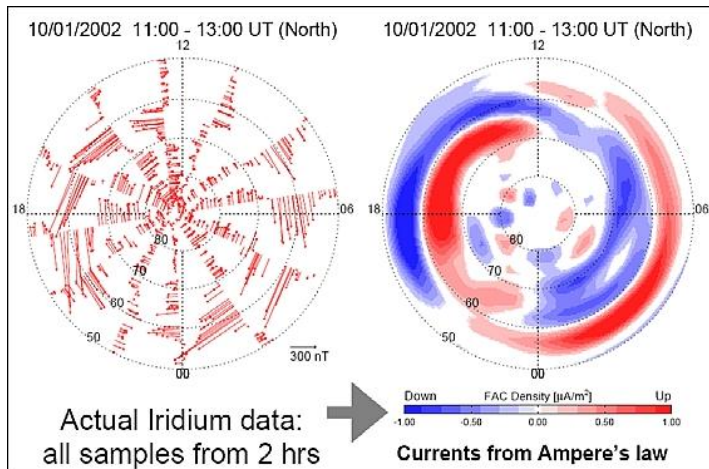 10/01/2002 11:00 - 13:00 UT (North)
12
18
80
70
60
50
00
300 nT
Actual Iridium data:
all samples from 2 hrs
10/01/2002 11:00 - 13:00 UT (North)
12
18
06
80
70
60
50
00
Down
FAC Density [μA/m²]
Up
-1.00
-0.50
0.00
0.50
1.00
Currents from Ampere's law
06